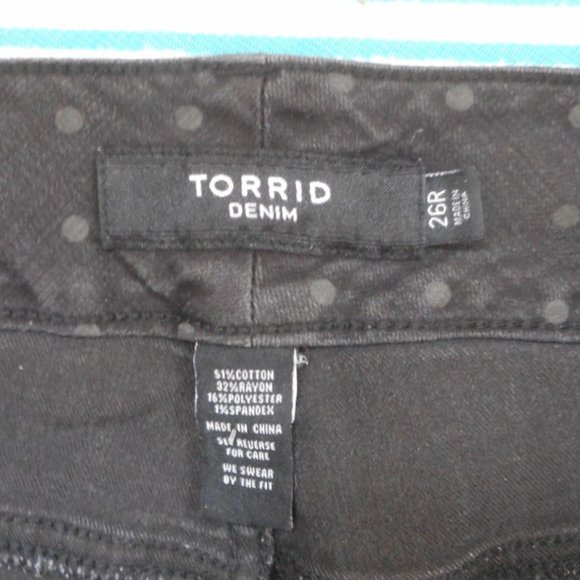 TORRID
DENIM
26R
MADE IN
CHINA
51%COTTON
32%RAYON
16%POLYESTER
1%SPANDEX
MADE IN CHINA
SEE REVERSE
FOR CARE
WE SWEAR
BY THE FIT